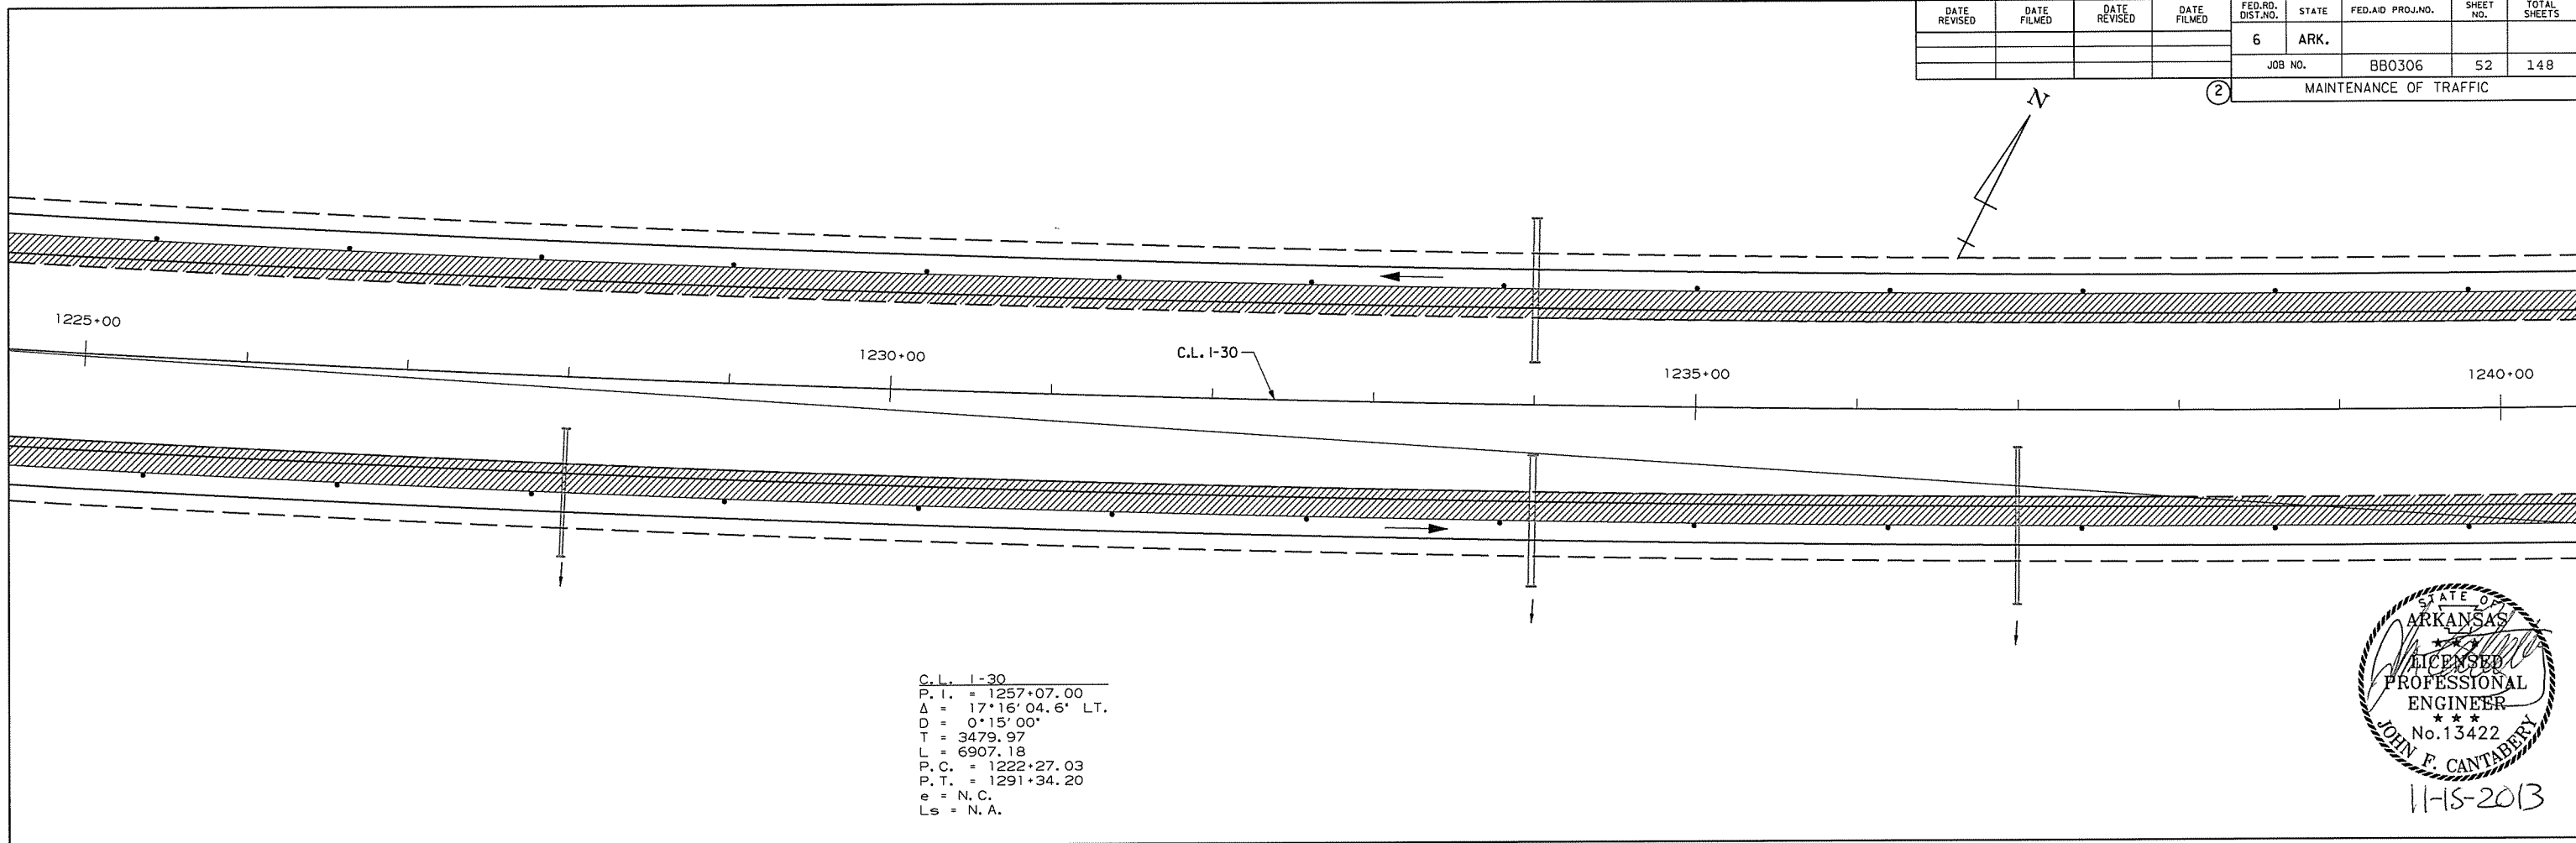 DATE REVISED
DATE FILMED
DATE REVISED
DATE FILMED
FED.RD. DIST.NO.
STATE
FED.AID PROJ.NO.
SHEET NO.
TOTAL SHEETS
6
ARK.
JOB NO.
BB0306
52
148
2
MAINTENANCE OF TRAFFIC
N
1225+00
1230+00
C.L. I-30
1235+00
1240+00
C.L. I-30
P.I. = 1257+07.00
Δ = 17°16'04.6" LT.
D = 0°15'00"
T = 3479.97
L = 6907.18
P.C. = 1222+27.03
P.T. = 1291+34.20
e = N.C.
Ls = N.A.
STATE OF
ARKANSAS
★ ★ ★
LICENSED
PROFESSIONAL
ENGINEER
★ ★ ★
No.13422
JOHN F. CANTABERY
11-15-2013